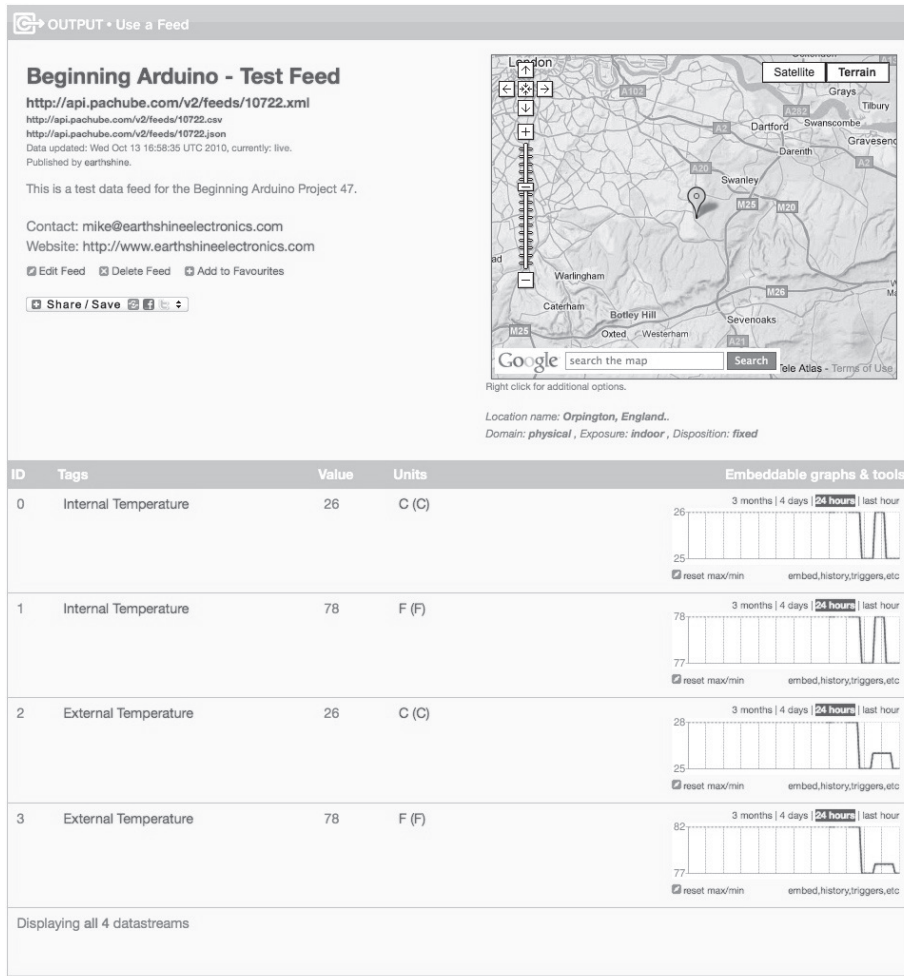 OUTPUT • Use a Feed
Beginning Arduino - Test Feed
http://api.pachube.com/v2/feeds/10722.xml
http://api.pachube.com/v2/feeds/10722.csv
http://api.pachube.com/v2/feeds/10722.json
Data updated: Wed Oct 13 16:58:35 UTC 2010, currently: live.
Published by earthshine.
This is a test data feed for the Beginning Arduino Project 47.
Contact: mike@earthshineelectronics.com
Website: http://www.earthshineelectronics.com
Edit Feed Delete Feed Add to Favourites
Share / Save
London
Satellite Terrain
A102
Grays
Tilbury
A282
Swanscombe
A2
Dartford
Gravesend
Darenth
A2
A20
Swanley
M25
M20
Warlingham
M26
Caterham
Botley Hill
Sevenoaks
M25
Oxted Westerham
A21
Google search the map Search
Tele Atlas - Terms of Use
Right click for additional options.
Location name: Orpington, England..
Domain: physical , Exposure: indoor , Disposition: fixed
ID Tags Value Units Embeddable graphs & tools
0 Internal Temperature 26 C (C)
3 months | 4 days | 24 hours | last hour
26
25
reset max/min embed,history,triggers,etc
1 Internal Temperature 78 F (F)
3 months | 4 days | 24 hours | last hour
78
77
reset max/min embed,history,triggers,etc
2 External Temperature 26 C (C)
3 months | 4 days | 24 hours | last hour
28
25
reset max/min embed,history,triggers,etc
3 External Temperature 78 F (F)
3 months | 4 days | 24 hours | last hour
82
77
reset max/min embed,history,triggers,etc
Displaying all 4 datastreams